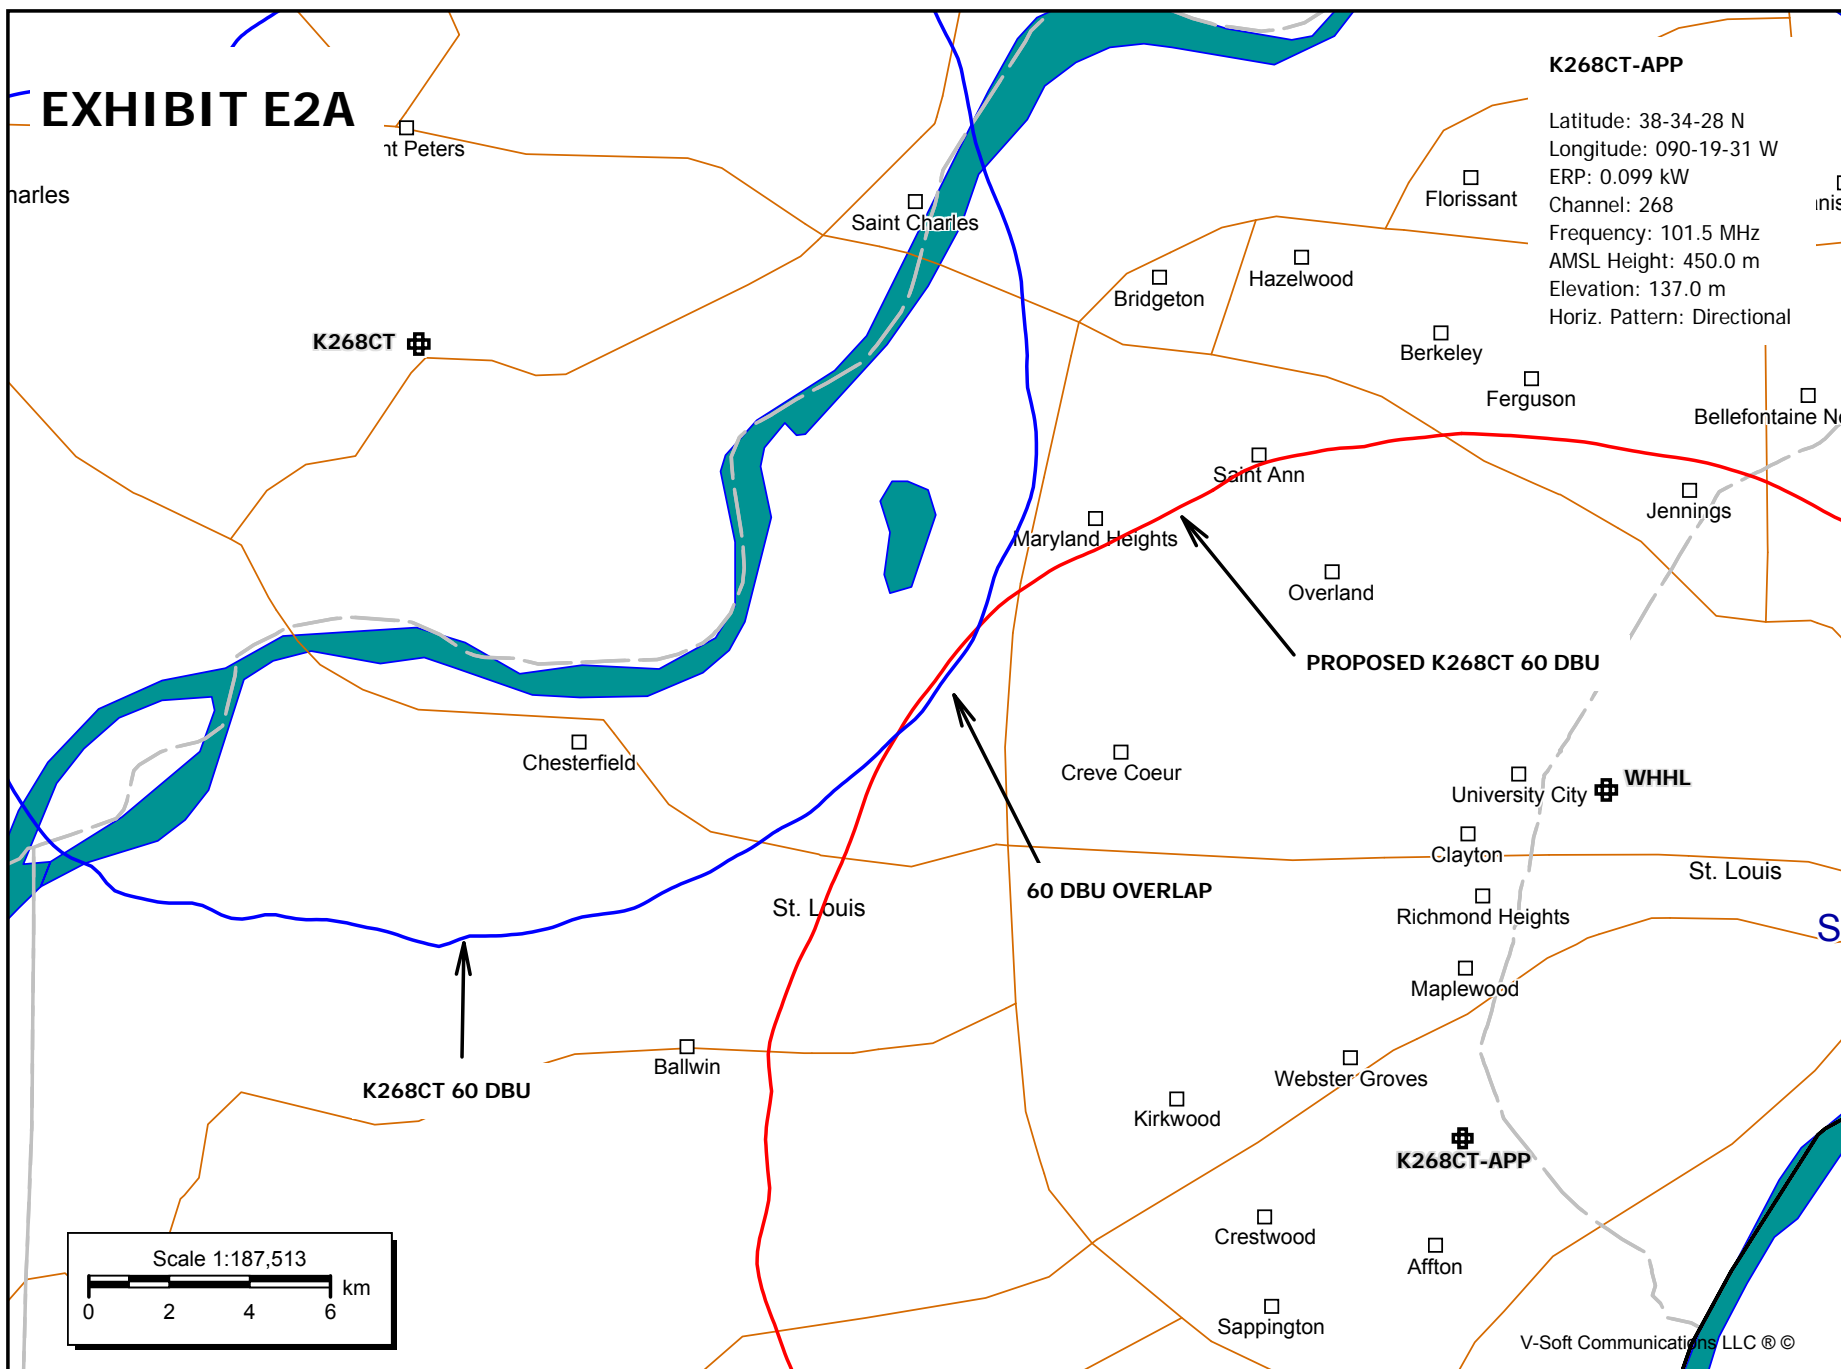 EXHIBIT E2A
K268CT-APP
Latitude: 38-34-28 N
Longitude: 090-19-31 W
ERP: 0.099 kW
Channel: 268
Frequency: 101.5 MHz
AMSL Height: 450.0 m
Elevation: 137.0 m
Horiz. Pattern: Directional
nt Peters
harles
Saint Charles
Florissant
anis
Hazelwood
Bridgeton
K268CT
Berkeley
Ferguson
Bellefontaine Ne
Saint Ann
Jennings
Maryland Heights
Overland
PROPOSED K268CT 60 DBU
Chesterfield
Creve Coeur
WHHL
University City
Clayton
St. Louis
60 DBU OVERLAP
St. Louis
Richmond Heights
S
Maplewood
Ballwin
Webster Groves
K268CT 60 DBU
Kirkwood
K268CT-APP
Crestwood
Affton
Scale 1:187,513
km
0 2 4 6
Sappington
V-Soft Communications LLC ® ©